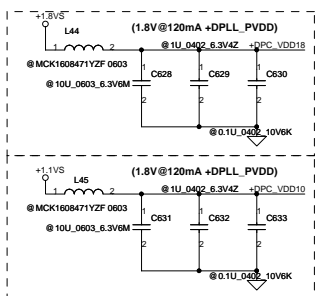 +1.8VS
L44
(1.8V@120mA +DPLL_PVDD)
1 2
@1U_0402_6.3V4Z
+DPC_VDD18
@MCK1608471YZF 0603
1 1 1
C628 C629 C630
@10U_0603_6.3V6M
2 2 2
@0.1U_0402_10V6K
+1.1VS
L45
(1.8V@120mA +DPLL_PVDD)
1 2
@1U_0402_6.3V4Z
+DPC_VDD10
@MCK1608471YZF 0603
1 1 1
C631 C632 C633
@10U_0603_6.3V6M
2 2 2
@0.1U_0402_10V6K